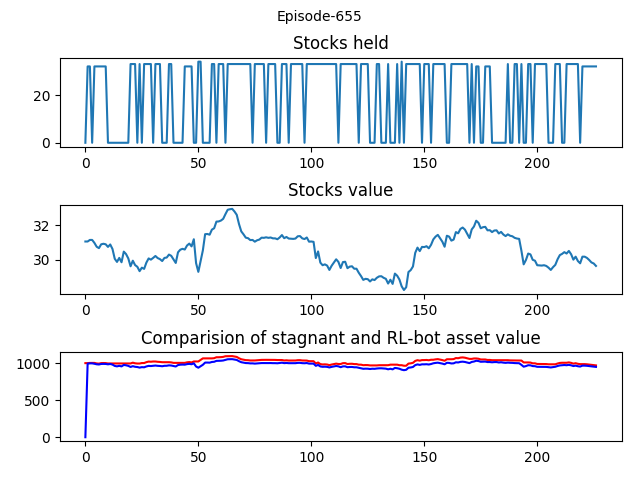 Episode-655
Stocks held
20
0
0 50 100 150 200
Stocks value
32
30
0 50 100 150 200
Comparision of stagnant and RL-bot asset value
1000
500
0
0 50 100 150 200